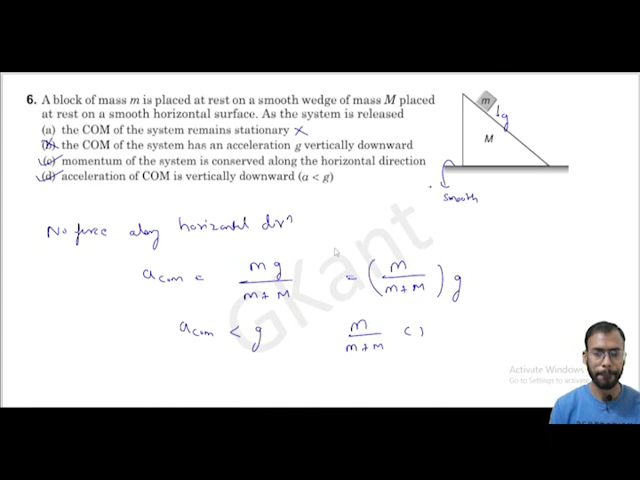 6. A block of mass m is placed at rest on a smooth wedge of mass M placed
at rest on a smooth horizontal surface. As the system is released
(a) the COM of the system remains stationary ×
(b) the COM of the system has an acceleration g vertically downward
(c) momentum of the system is conserved along the horizontal direction
(d) acceleration of COM is vertically downward (a < g)
m
↓g
M
smooth
No force along horizontal dirⁿ
a_com = mg/(m+M) = (m/(m+M)) g
a_com < g m/(m+M) <1
GKant
Activate Windows
Go to Settings to activate